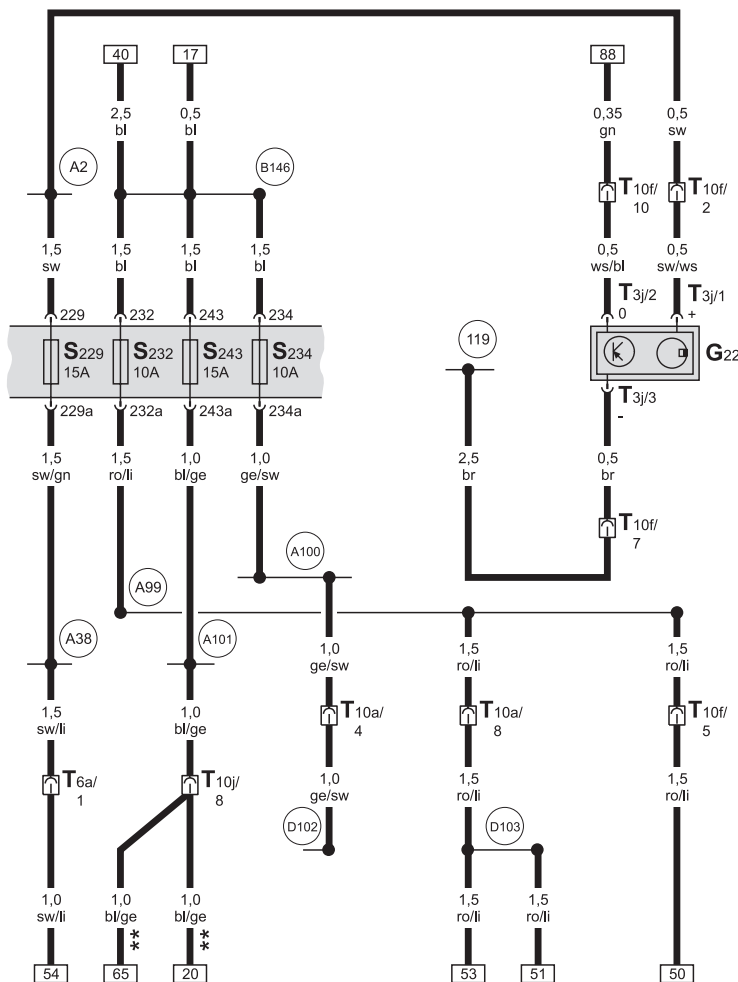 40
17
88
2,5
bl
0,5
bl
0,35
gn
0,5
sw
A2
B146
T10f/
10
T10f/
2
1,5
sw
1,5
bl
1,5
bl
1,5
bl
0,5
ws/bl
0,5
sw/ws
T3j/2
0
T3j/1
+
229
232
243
234
119
S229
15A
S232
10A
S243
15A
S234
10A
G22
T3j/3
-
229a
232a
243a
234a
1,5
sw/gn
1,5
ro/li
1,0
bl/ge
1,0
ge/sw
2,5
br
0,5
br
T10f/
7
A100
A99
A38
A101
1,0
ge/sw
1,5
ro/li
1,5
ro/li
1,5
sw/li
1,0
bl/ge
T10a/
4
T10a/
8
T10f/
5
T6a/
1
T10j/
8
1,0
ge/sw
1,5
ro/li
1,5
ro/li
D102
D103
1,0
sw/li
1,0
bl/ge
**
1,0
bl/ge
**
1,5
ro/li
1,5
ro/li
54
65
20
53
51
50